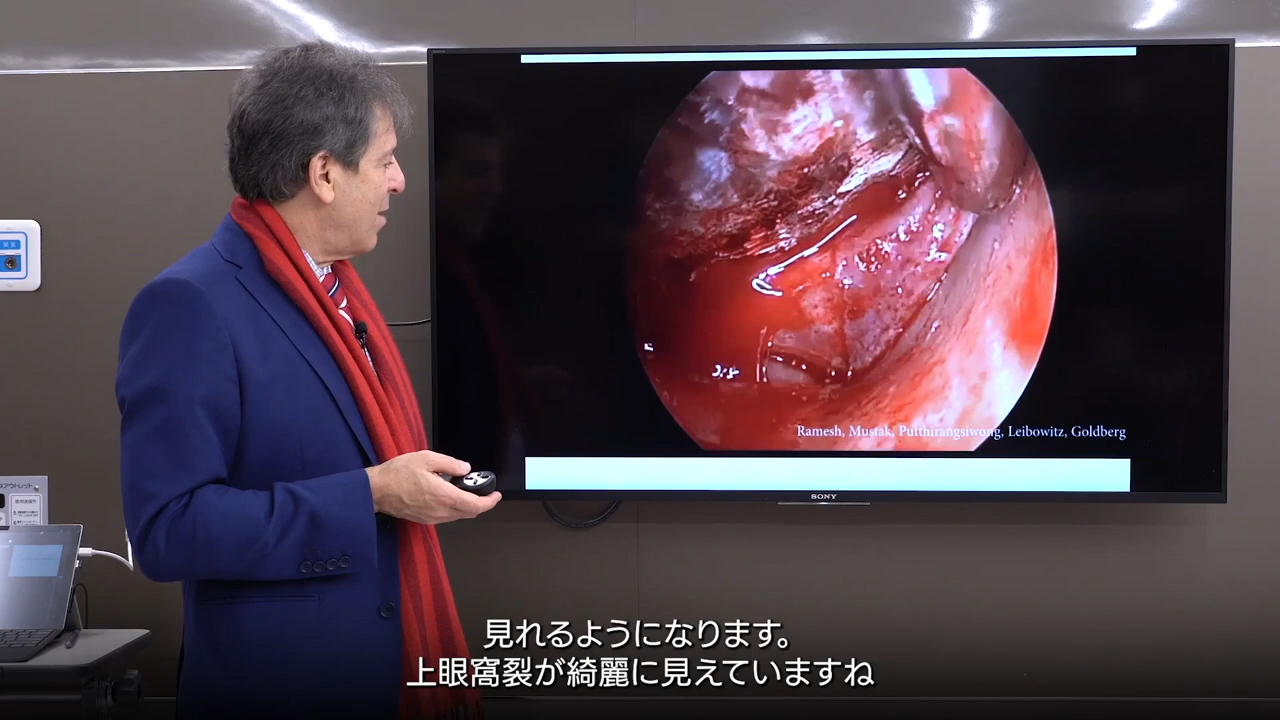 Ramesh, Mustak, Putthirangsiwong, Leibowitz, Goldberg
SONY
見れるようになります。
上眼窩裂が綺麗に見えていますね